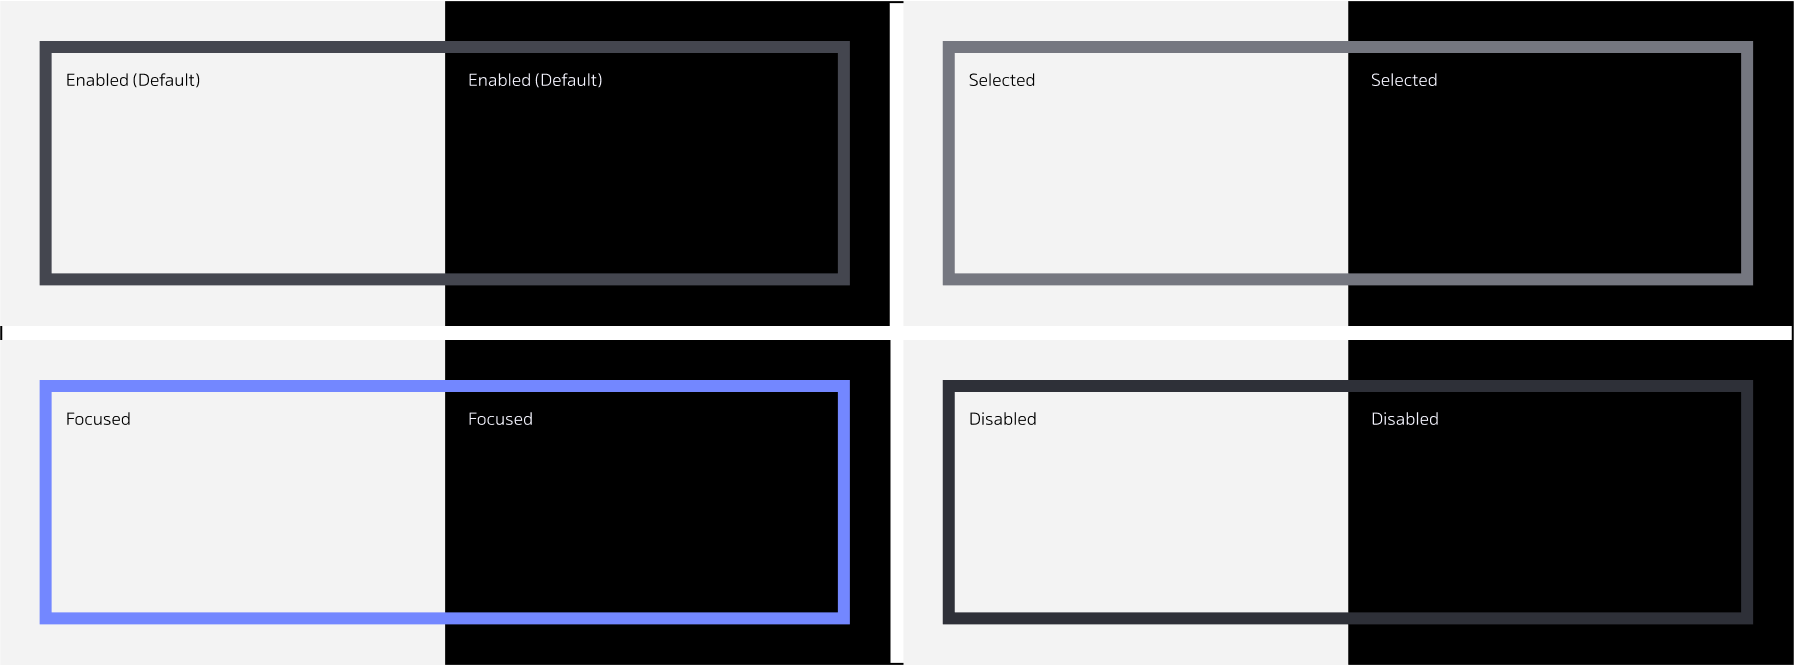 Enabled (Default)
Enabled (Default)
Selected
Selected
Focused
Focused
Disabled
Disabled